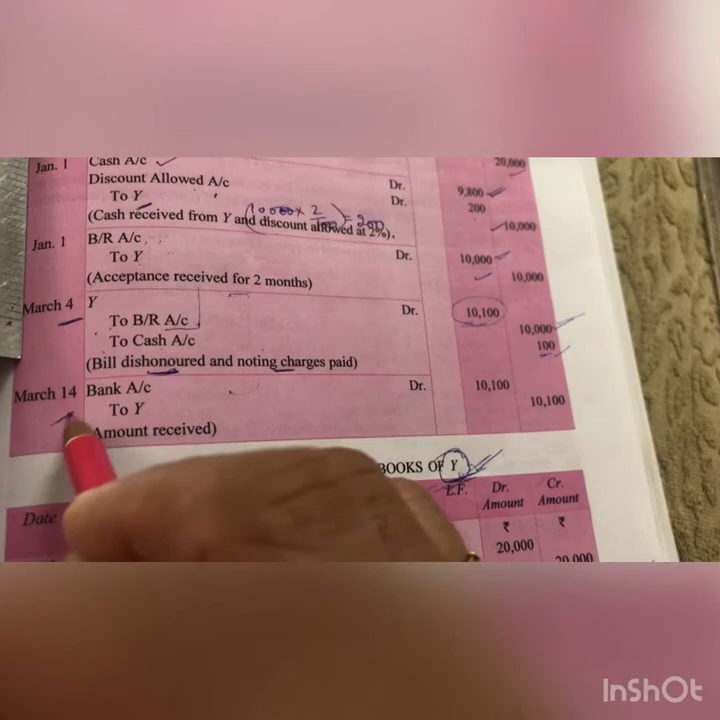 20,000
Jan. 1 Cash A/c Dr. 9,800
Discount Allowed A/c Dr. 200
To Y 10,000
(10000 × 2/100) = 200
(Cash received from Y and discount allowed at 2%).
Jan. 1 B/R A/c Dr. 10,000
To Y 10,000
(Acceptance received for 2 months)
March 4 Y Dr. 10,100
To B/R A/c 10,000
To Cash A/c 100
(Bill dishonoured and noting charges paid)
March 14 Bank A/c Dr. 10,100
To Y 10,100
Amount received)
BOOKS OF Y
Date L.F. Dr. Amount Cr. Amount
₹ ₹
20,000
20,000
InShOt